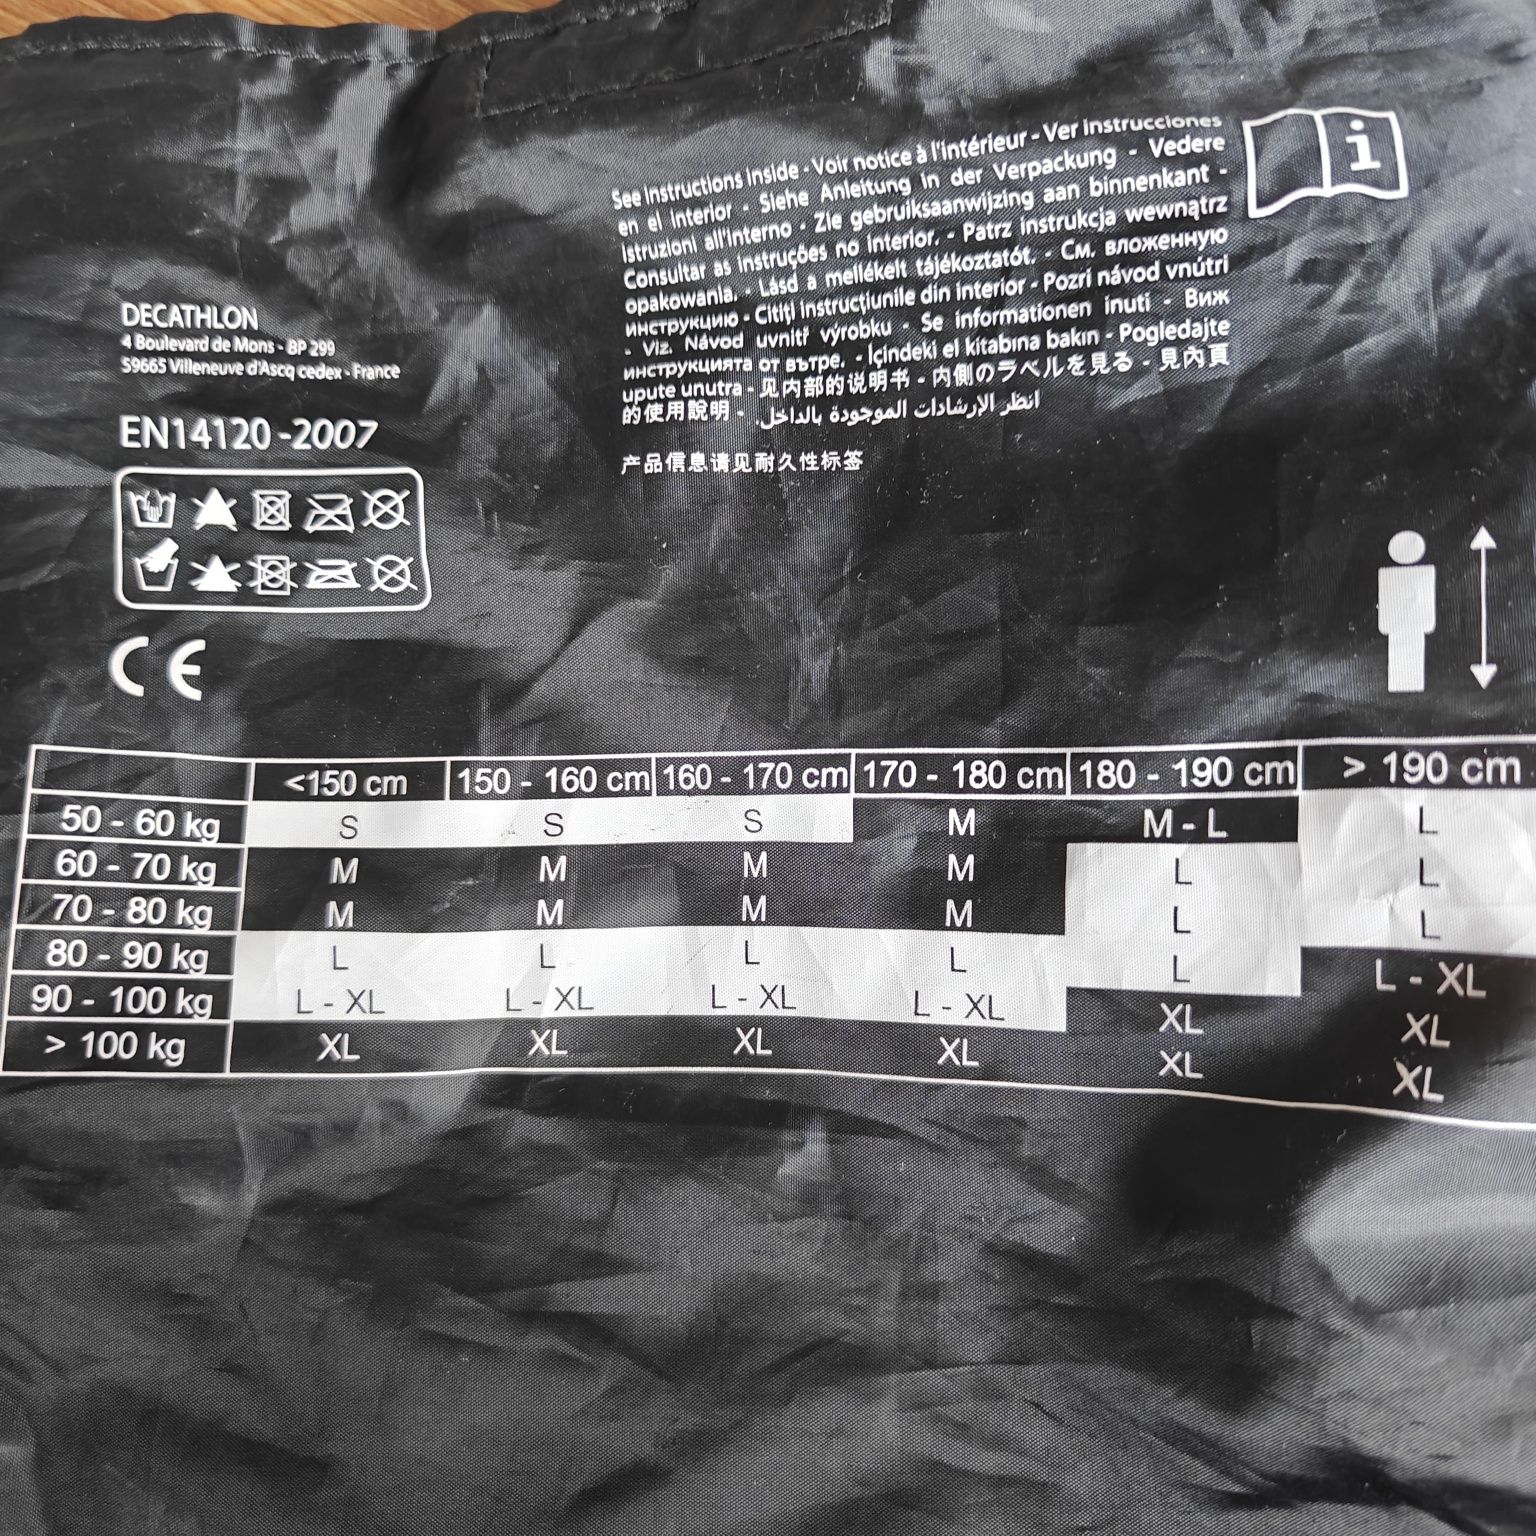 See instructions inside - Voir notice à l'intérieur - Ver instrucciones
en el interior - Siehe Anleitung in der Verpackung - Vedere
istruzioni all'interno - Zie gebruiksaanwijzing aan binnenkant -
Consultar as instruções no interior. - Patrz instrukcja wewnątrz
opakowania. - Lásd a mellékelt tájékoztatót. - См. вложенную
инструкцию - Citiți instrucțiunile din interior - Pozri návod vnútri
- Viz. Návod uvnitř výrobku - Se informationen inuti - Виж
инструкцията от вътре. - İçindeki el kitabına bakın - Pogledajte
upute unutra - 见内部的说明书 - 内側のラベルを見る - 見內頁
的使用說明 - انظر الإرشادات الموجودة بالداخل.
产品信息请见耐久性标签
DECATHLON
4 Boulevard de Mons - BP 299
59665 Villeneuve d'Ascq cedex - France
EN14120 -2007
CE
<150 cm 150 - 160 cm 160 - 170 cm 170 - 180 cm 180 - 190 cm > 190 cm
50 - 60 kg S S S M M - L L
60 - 70 kg M M M M L L
70 - 80 kg M M M M L L
80 - 90 kg L L L L L L - XL
90 - 100 kg L - XL L - XL L - XL L - XL XL XL
> 100 kg XL XL XL XL XL XL